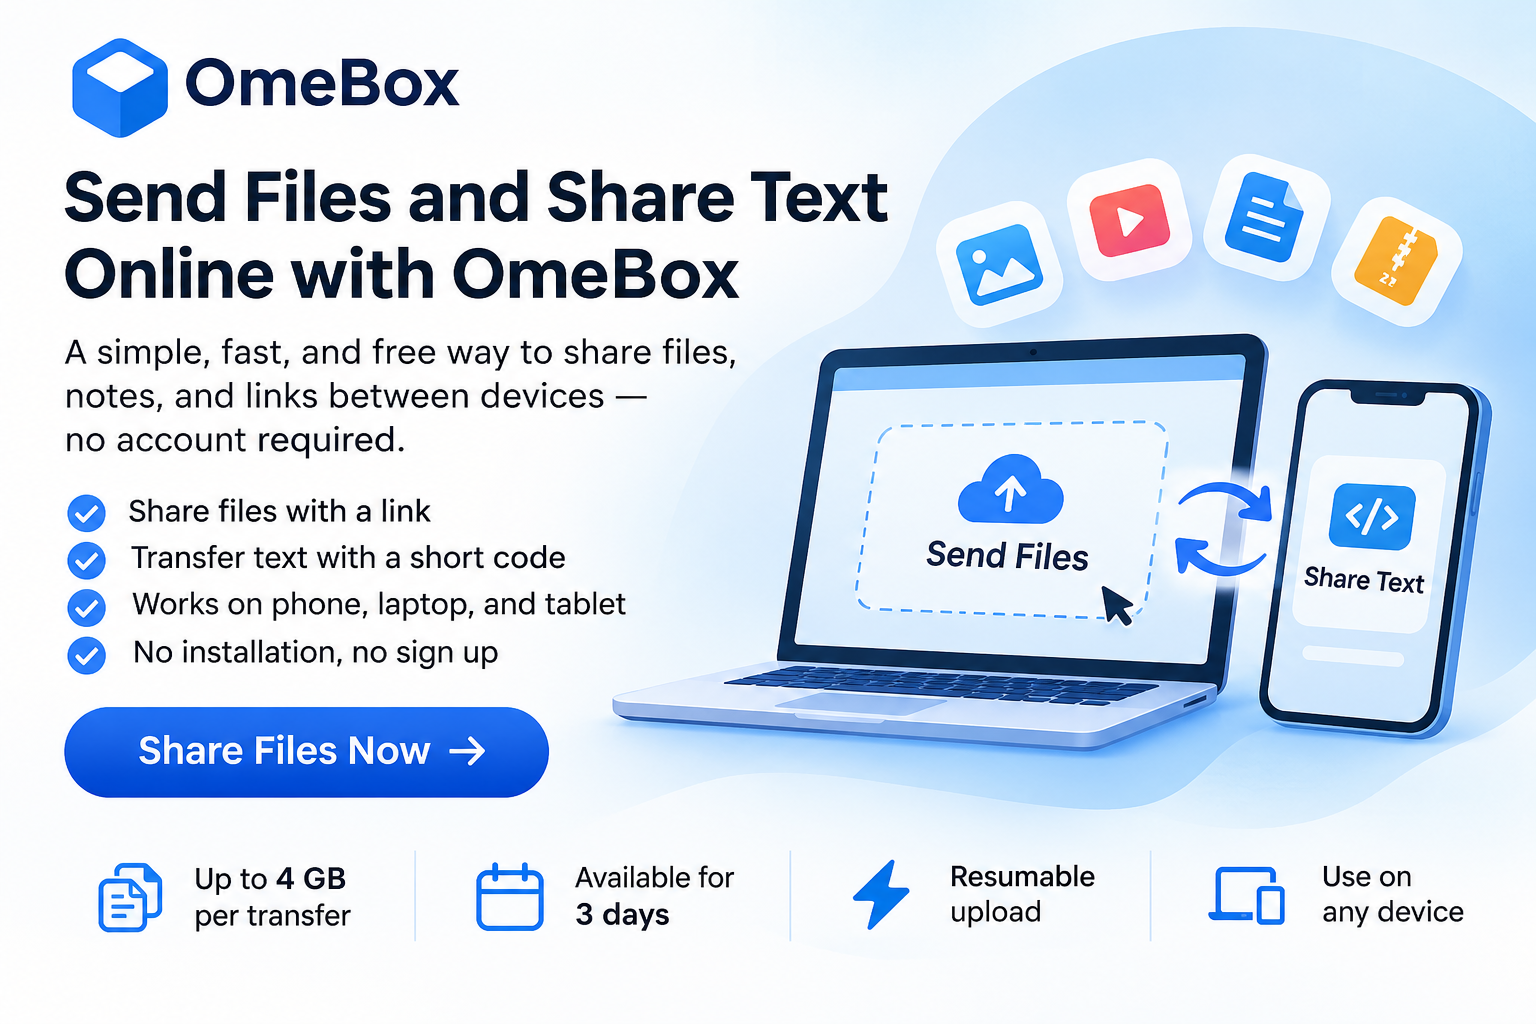 OmeBox
Send Files and Share Text
Online with OmeBox
A simple, fast, and free way to share files,
notes, and links between devices —
no account required.
Share files with a link
Transfer text with a short code
Works on phone, laptop, and tablet
No installation, no sign up
Share Files Now →
Send Files
</>
Share Text
Up to 4 GB
per transfer
Available for
3 days
Resumable
upload
Use on
any device